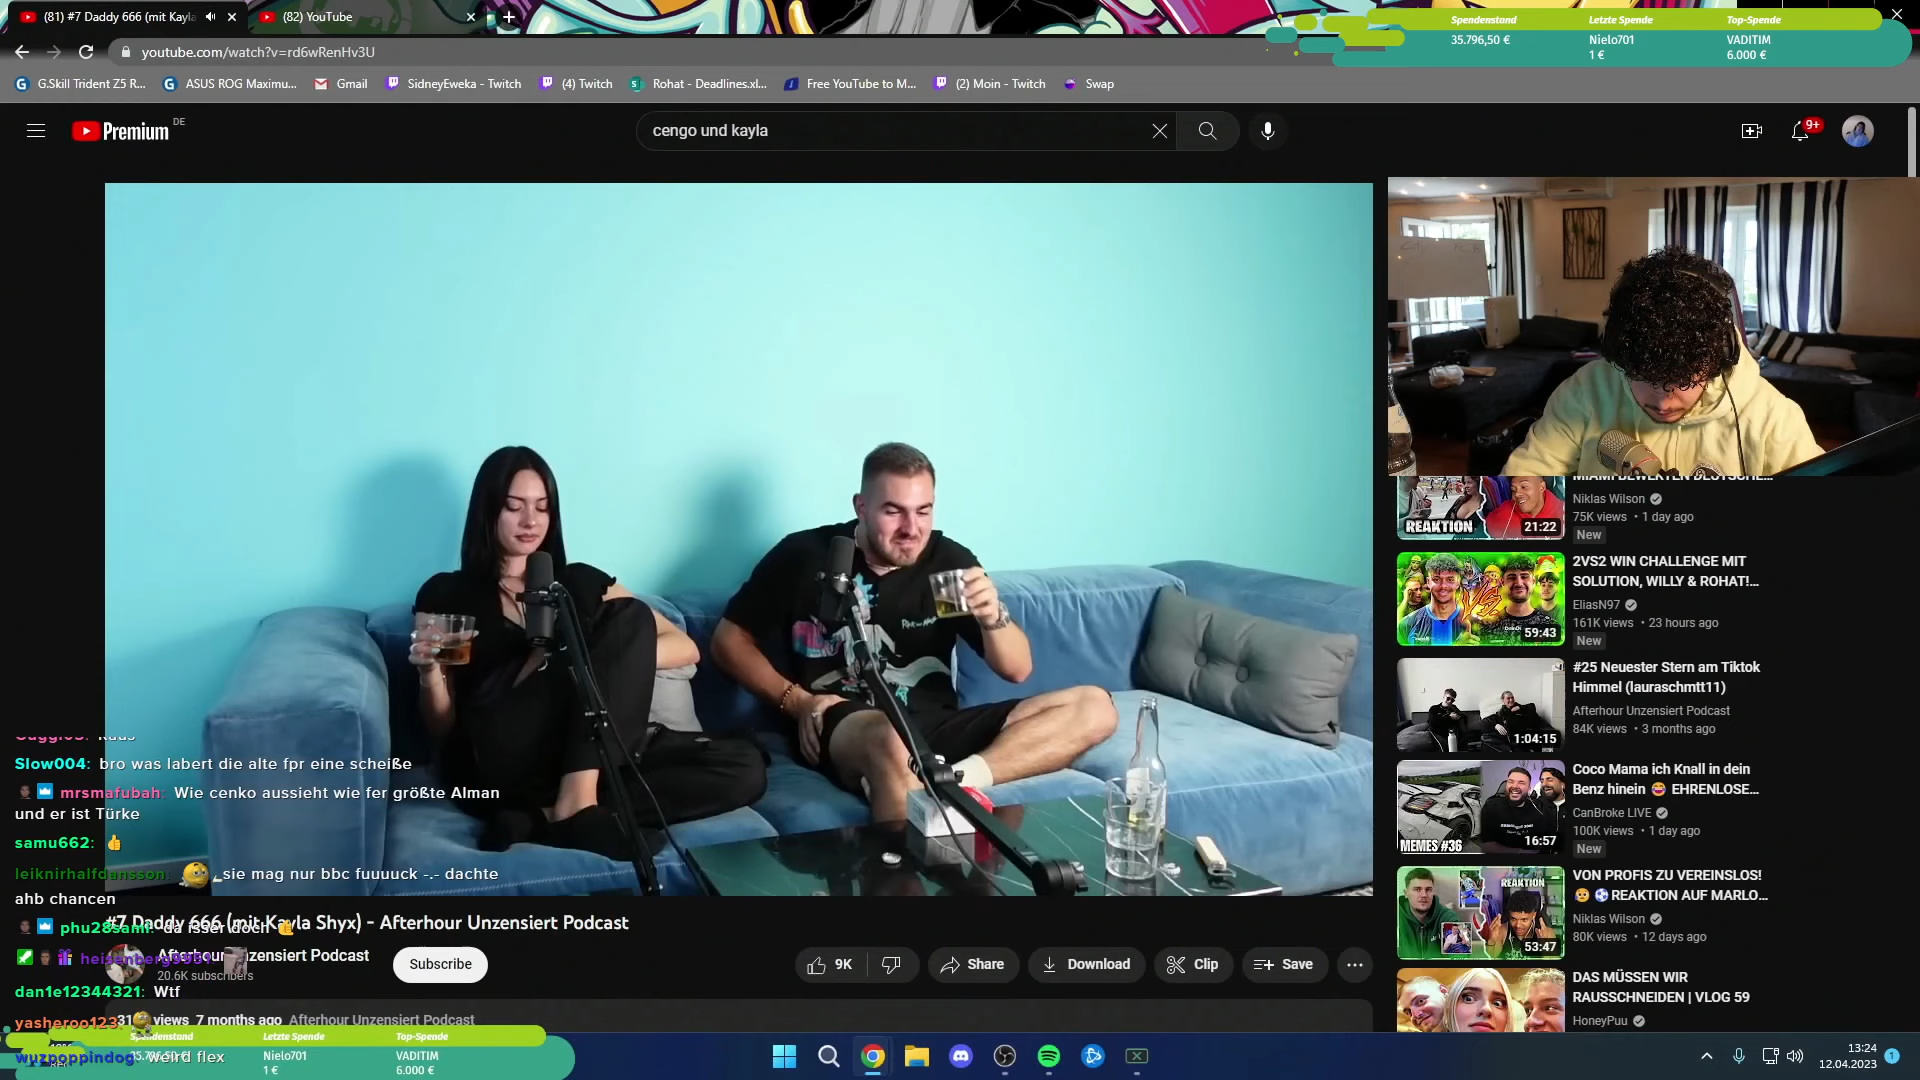 (81) #7 Daddy 666 (mit Kayla
(82) YouTube
Spendenstand
Letzte Spende
Top-Spende
35.796,50 €
Nielo701
VADITIM
1 €
6.000 €
youtube.com/watch?v=rd6wRenHv3U
G.Skill Trident Z5 R...
ASUS ROG Maximu...
Gmail
SidneyEweka - Twitch
(4) Twitch
Rohat - Deadlines.xl...
Free YouTube to M...
(2) Moin - Twitch
Swap
Premium
DE
cengo und kayla
9+
Niklas Wilson
75K views • 1 day ago
New
REAKTION
21:22
2VS2 WIN CHALLENGE MIT
SOLUTION, WILLY & ROHAT!...
EliasN97
161K views • 23 hours ago
New
59:43
#25 Neuester Stern am Tiktok
Himmel (lauraschmtt11)
Afterhour Unzensiert Podcast
84K views • 3 months ago
1:04:15
Coco Mama ich Knall in dein
Benz hinein 😂 EHRENLOSE...
CanBroke LIVE
100K views • 1 day ago
New
MEMES #36
16:57
VON PROFIS ZU VEREINSLOS!
😥 ⚽ REAKTION AUF MARLO...
Niklas Wilson
80K views • 12 days ago
REAKTION
53:47
DAS MÜSSEN WIR
RAUSSCHNEIDEN | VLOG 59
HoneyPuu
Slow004: bro was labert die alte fpr eine scheiße
mrsmafubah: Wie cenko aussieht wie fer größte Alman
und er ist Türke
samu662: 👍
leiknirhalfdansson: sie mag nur bbc fuuuuck -.- dachte
ahb chancen
#7 Daddy 666 (mit Kayla Shyx) - Afterhour Unzensiert Podcast
phu28sami: da isser doch 👍
Afterhour Unzensiert Podcast
20.6K subscribers
Subscribe
9K
Share
Download
Clip
Save
dan1e12344321: Wtf
yasheroo123:
views 7 months ago Afterhour Unzensiert Podcast
wuzpoppindog: weird flex
Spendenstand
Letzte Spende
Top-Spende
Nielo701
VADITIM
1 €
6.000 €
13:24
12.04.2023
1